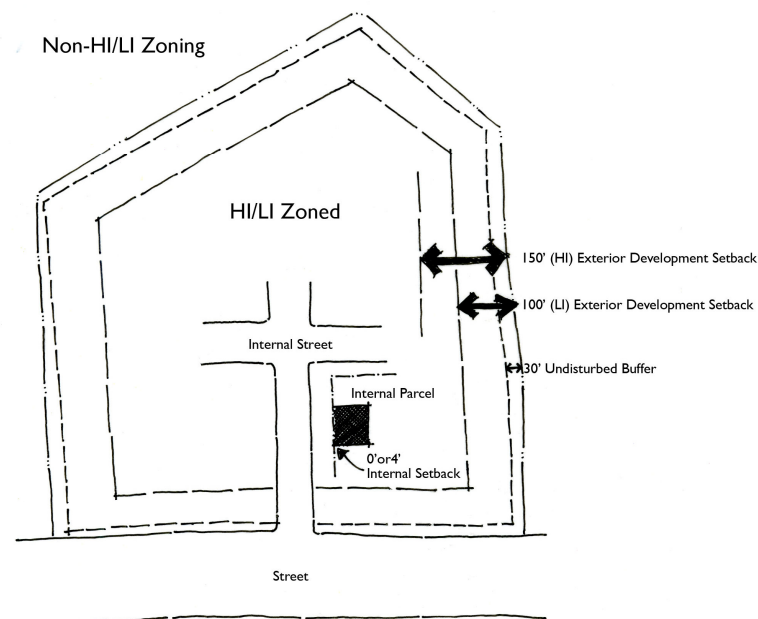 Non-HI/LI Zoning
HI/LI Zoned
150' (HI) Exterior Development Setback
100' (LI) Exterior Development Setback
Internal Street
30' Undisturbed Buffer
Internal Parcel
0'or4'
Internal Setback
Street